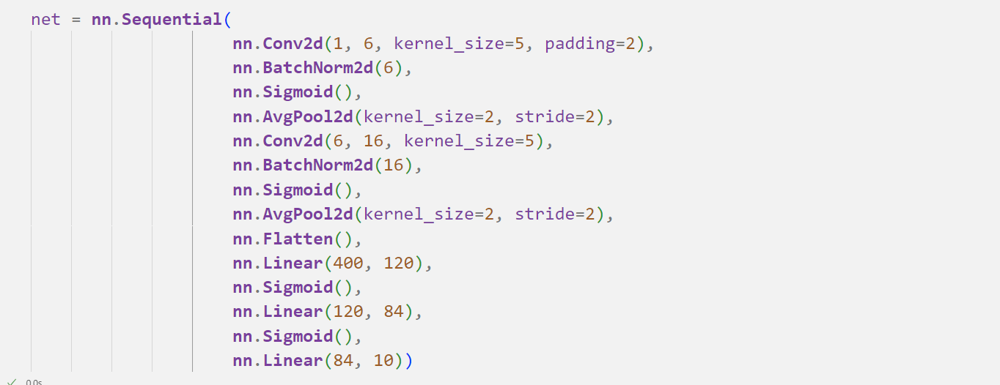 net = nn.Sequential(
nn.Conv2d(1, 6, kernel_size=5, padding=2),
nn.BatchNorm2d(6),
nn.Sigmoid(),
nn.AvgPool2d(kernel_size=2, stride=2),
nn.Conv2d(6, 16, kernel_size=5),
nn.BatchNorm2d(16),
nn.Sigmoid(),
nn.AvgPool2d(kernel_size=2, stride=2),
nn.Flatten(),
nn.Linear(400, 120),
nn.Sigmoid(),
nn.Linear(120, 84),
nn.Sigmoid(),
nn.Linear(84, 10))
0.0s